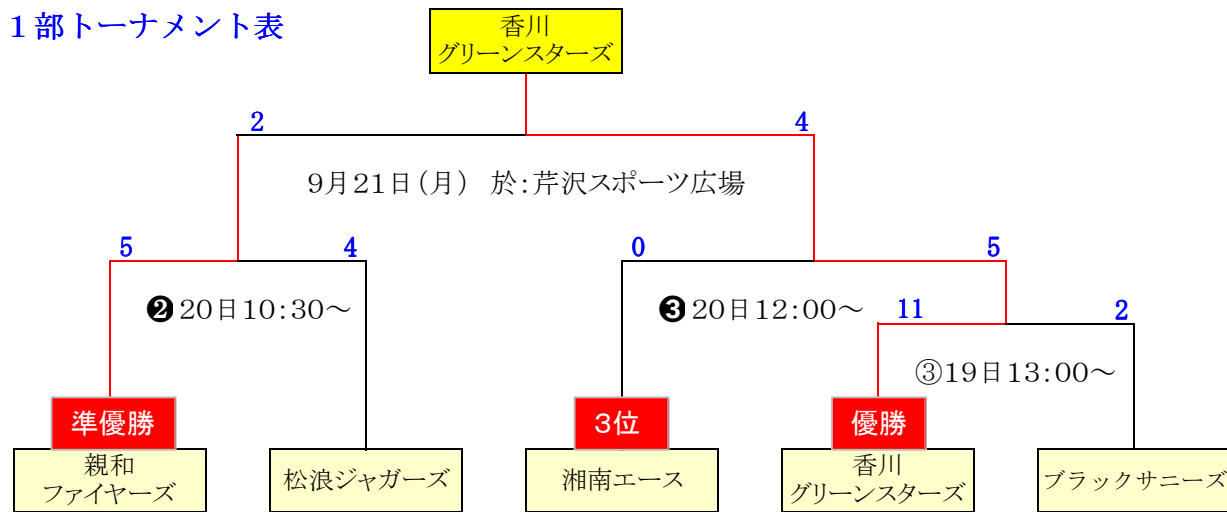 １部トーナメント表
香川
グリーンスターズ
2
4
9月21日(月) 於:芹沢スポーツ広場
5
4
0
5
❷20日10:30～
❸20日12:00～
11
2
③19日13:00～
準優勝
3位
優勝
親和
ファイヤーズ
松浪ジャガーズ
湘南エース
香川
グリーンスターズ
ブラックサニーズ